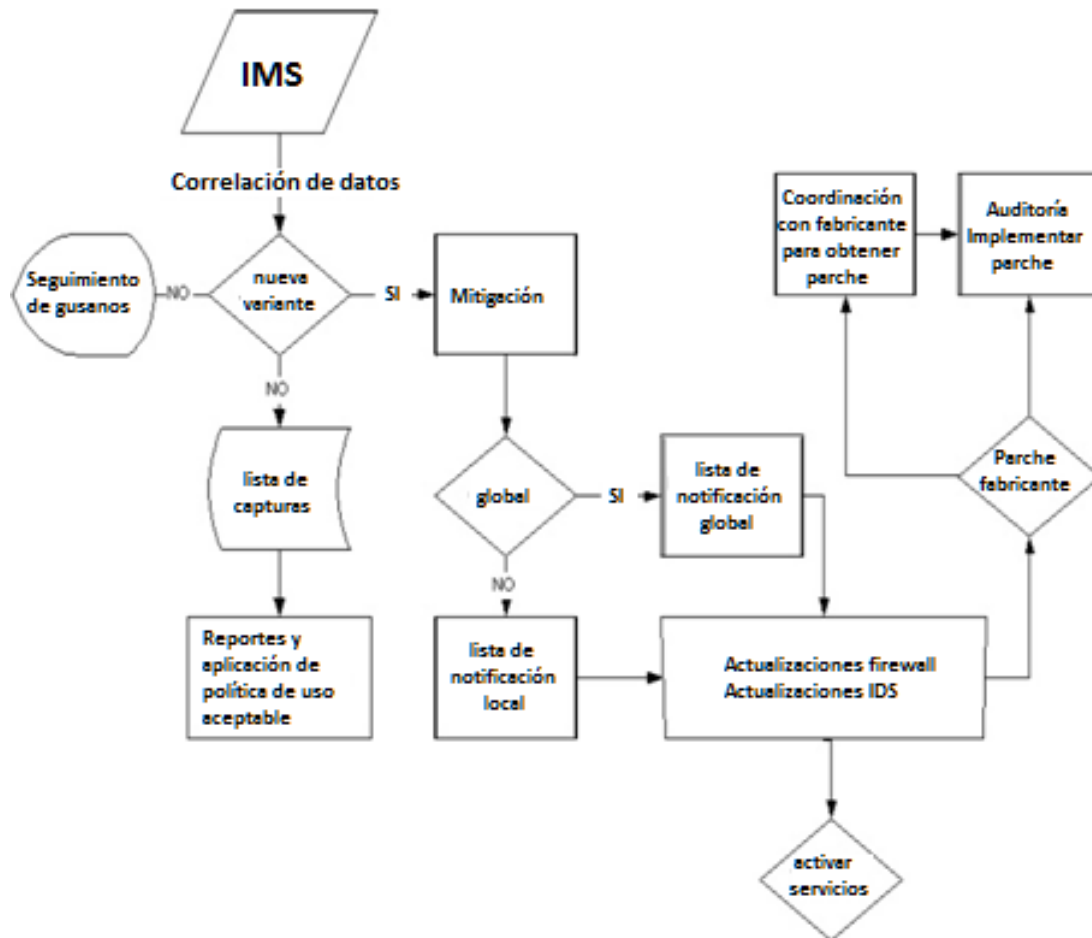 IMS
Correlación de datos
Seguimiento
de gusanos
NO
nueva
variante
SI
Mitigación
Coordinación
con fabricante
para obtener
parche
Auditoría
Implementar
parche
NO
lista de
capturas
global
SI
lista de
notificación
global
Parche
fabricante
NO
Reportes y
aplicación de
política de uso
aceptable
lista de
notificación
local
Actualizaciones firewall
Actualizaciones IDS
activar
servicios